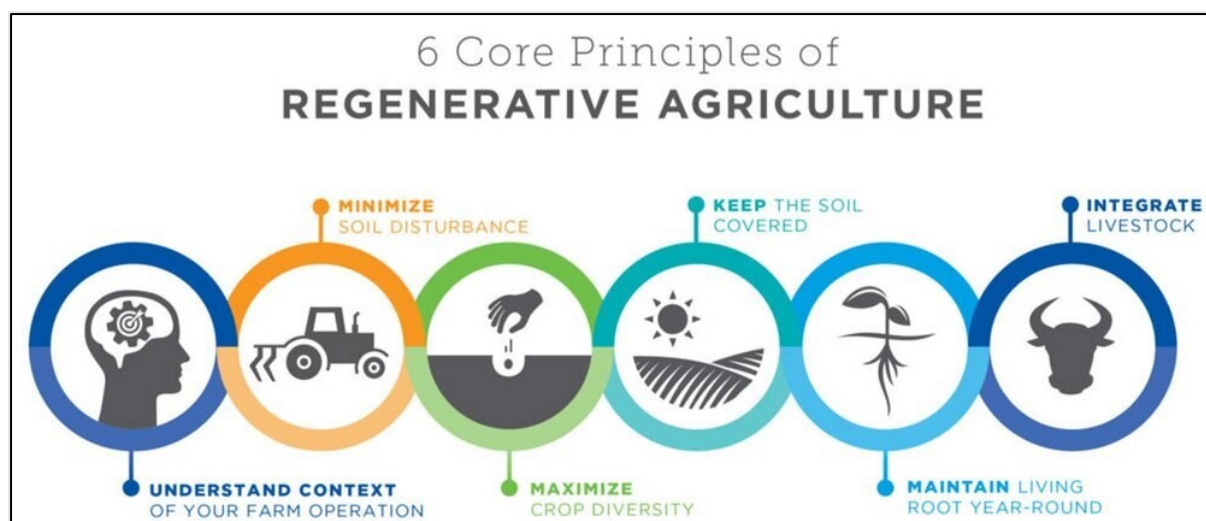 6 Core Principles of
REGENERATIVE AGRICULTURE
UNDERSTAND CONTEXT
OF YOUR FARM OPERATION
MINIMIZE
SOIL DISTURBANCE
MAXIMIZE
CROP DIVERSITY
KEEP THE SOIL
COVERED
MAINTAIN LIVING
ROOT YEAR-ROUND
INTEGRATE
LIVESTOCK